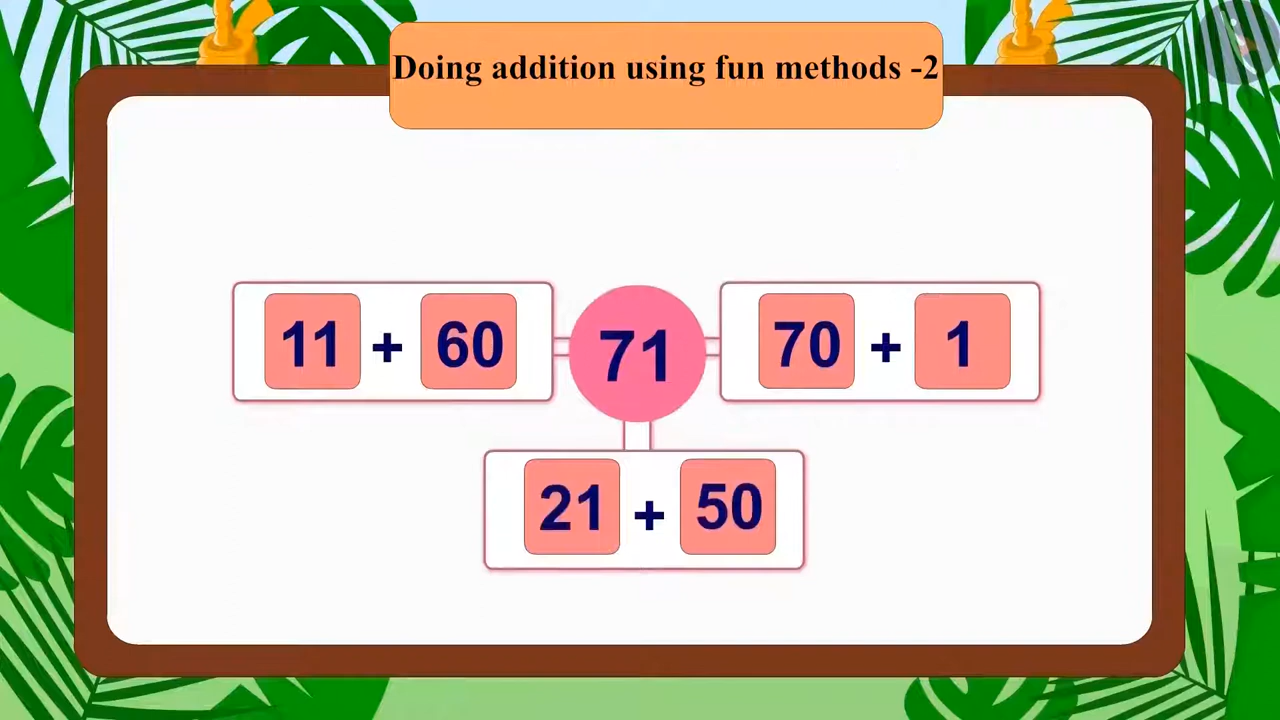 Doing addition using fun methods -2
11 + 60
71
70 + 1
21 + 50